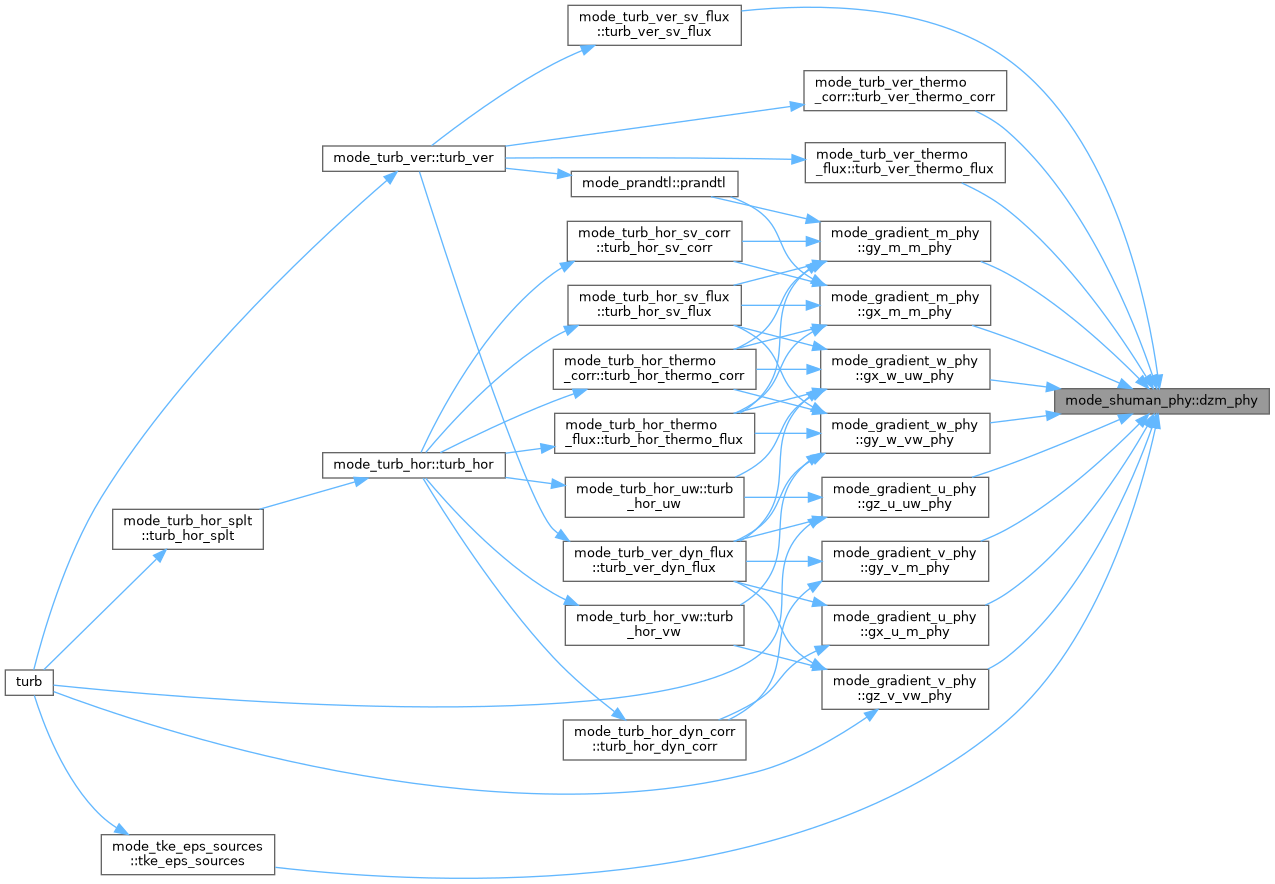 mode_turb_ver_sv_flux
::turb_ver_sv_flux
mode_turb_ver_thermo
_corr::turb_ver_thermo_corr
mode_turb_ver::turb_ver
mode_turb_ver_thermo
_flux::turb_ver_thermo_flux
mode_prandtl::prandtl
mode_turb_hor_sv_corr
::turb_hor_sv_corr
mode_gradient_m_phy
::gy_m_m_phy
mode_turb_hor_sv_flux
::turb_hor_sv_flux
mode_gradient_m_phy
::gx_m_m_phy
mode_turb_hor_thermo
_corr::turb_hor_thermo_corr
mode_gradient_w_phy
::gx_w_uw_phy
mode_shuman_phy::dzm_phy
mode_turb_hor_thermo
_flux::turb_hor_thermo_flux
mode_gradient_w_phy
::gy_w_vw_phy
mode_turb_hor::turb_hor
mode_turb_hor_uw::turb
_hor_uw
mode_gradient_u_phy
::gz_u_uw_phy
mode_turb_hor_splt
::turb_hor_splt
mode_turb_ver_dyn_flux
::turb_ver_dyn_flux
mode_gradient_v_phy
::gy_v_m_phy
mode_turb_hor_vw::turb
_hor_vw
mode_gradient_u_phy
::gx_u_m_phy
turb
mode_gradient_v_phy
::gz_v_vw_phy
mode_turb_hor_dyn_corr
::turb_hor_dyn_corr
mode_tke_eps_sources
::tke_eps_sources